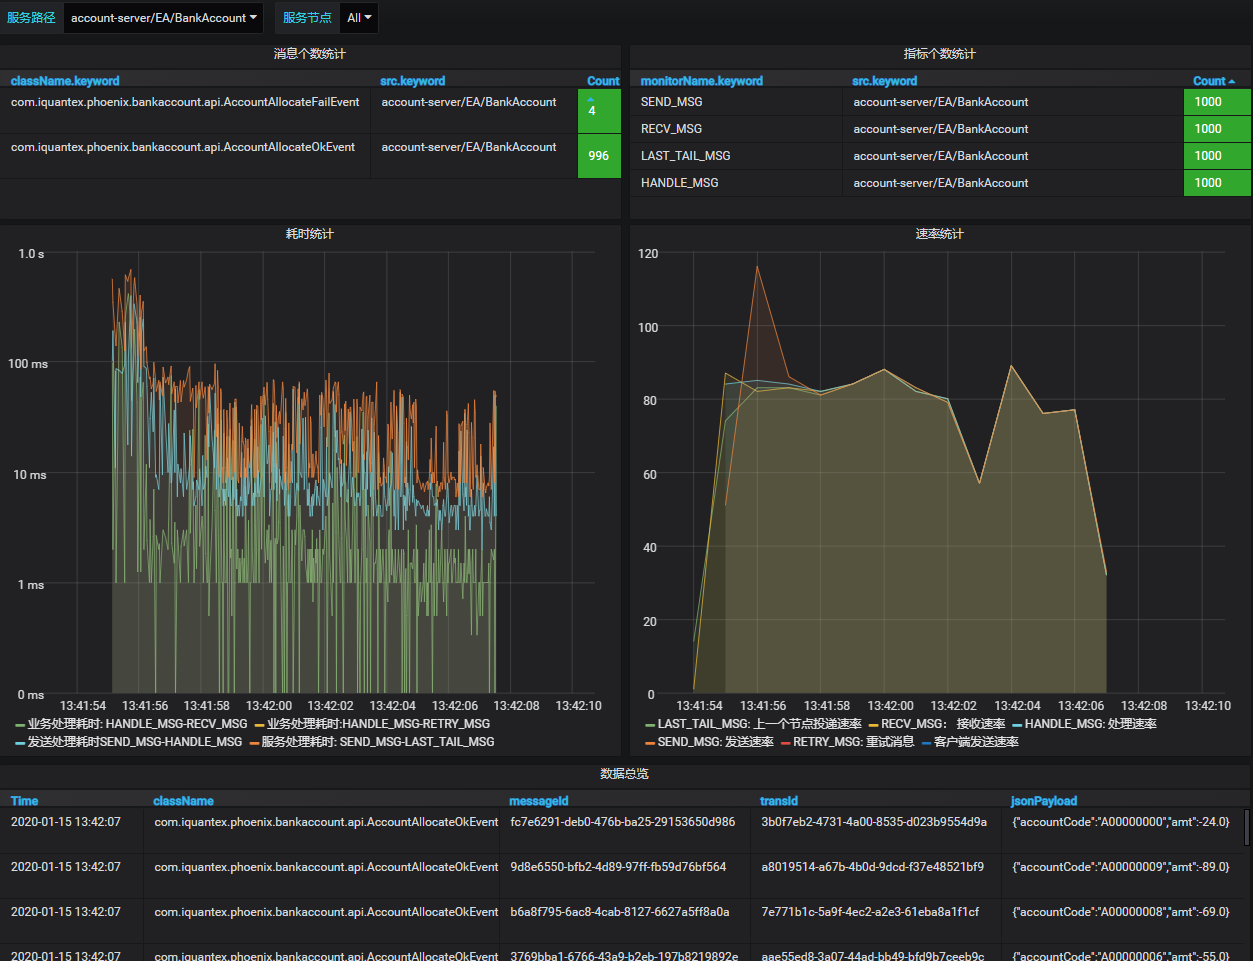 服务路径 account-server/EA/BankAccount 服务节点 All
消息个数统计
className.keyword src.keyword Count
com.iquantex.phoenix.bankaccount.api.AccountAllocateFailEvent account-server/EA/BankAccount 4
com.iquantex.phoenix.bankaccount.api.AccountAllocateOkEvent account-server/EA/BankAccount 996
指标个数统计
monitorName.keyword src.keyword Count
SEND_MSG account-server/EA/BankAccount 1000
RECV_MSG account-server/EA/BankAccount 1000
LAST_TAIL_MSG account-server/EA/BankAccount 1000
HANDLE_MSG account-server/EA/BankAccount 1000
耗时统计
1.0 s
100 ms
10 ms
1 ms
0 ms
13:41:54 13:41:56 13:41:58 13:42:00 13:42:02 13:42:04 13:42:06 13:42:08 13:42:10
业务处理耗时: HANDLE_MSG-RECV_MSG 业务处理耗时:HANDLE_MSG-RETRY_MSG
发送处理耗时SEND_MSG-HANDLE_MSG 服务处理耗时: SEND_MSG-LAST_TAIL_MSG
速率统计
120
100
80
60
40
20
0
13:41:54 13:41:56 13:41:58 13:42:00 13:42:02 13:42:04 13:42:06 13:42:08 13:42:10
LAST_TAIL_MSG: 上一个节点投递速率 RECV_MSG： 接收速率 HANDLE_MSG: 处理速率
SEND_MSG: 发送速率 RETRY_MSG: 重试消息 客户端发送速率
数据总览
Time className messageId transId jsonPayload
2020-01-15 13:42:07 com.iquantex.phoenix.bankaccount.api.AccountAllocateOkEvent fc7e6291-deb0-476b-ba25-29153650d986 3b0f7eb2-4731-4a00-8535-d023b9554d9a {"accountCode":"A00000000","amt":-24.0}
2020-01-15 13:42:07 com.iquantex.phoenix.bankaccount.api.AccountAllocateOkEvent 9d8e6550-bfb2-4d89-97ff-fb59d76bf564 a8019514-a67b-4b0d-9dcd-f37e48521bf9 {"accountCode":"A00000009","amt":-89.0}
2020-01-15 13:42:07 com.iquantex.phoenix.bankaccount.api.AccountAllocateOkEvent b6a8f795-6ac8-4cab-8127-6627a5ff8a0a 7e771b1c-5a9f-4ec2-a2e3-61eba8a1f1cf {"accountCode":"A00000008","amt":-69.0}
2020-01-15 13:42:07 com.iquantex.phoenix.bankaccount.api.AccountAllocateOkEvent 3769bba1-6766-43a9-b2eb-197b8219892e aae55ed8-3a07-44ad-bb49-bfd9b7ceeb9c {"accountCode":"A00000006","amt":-55.0}